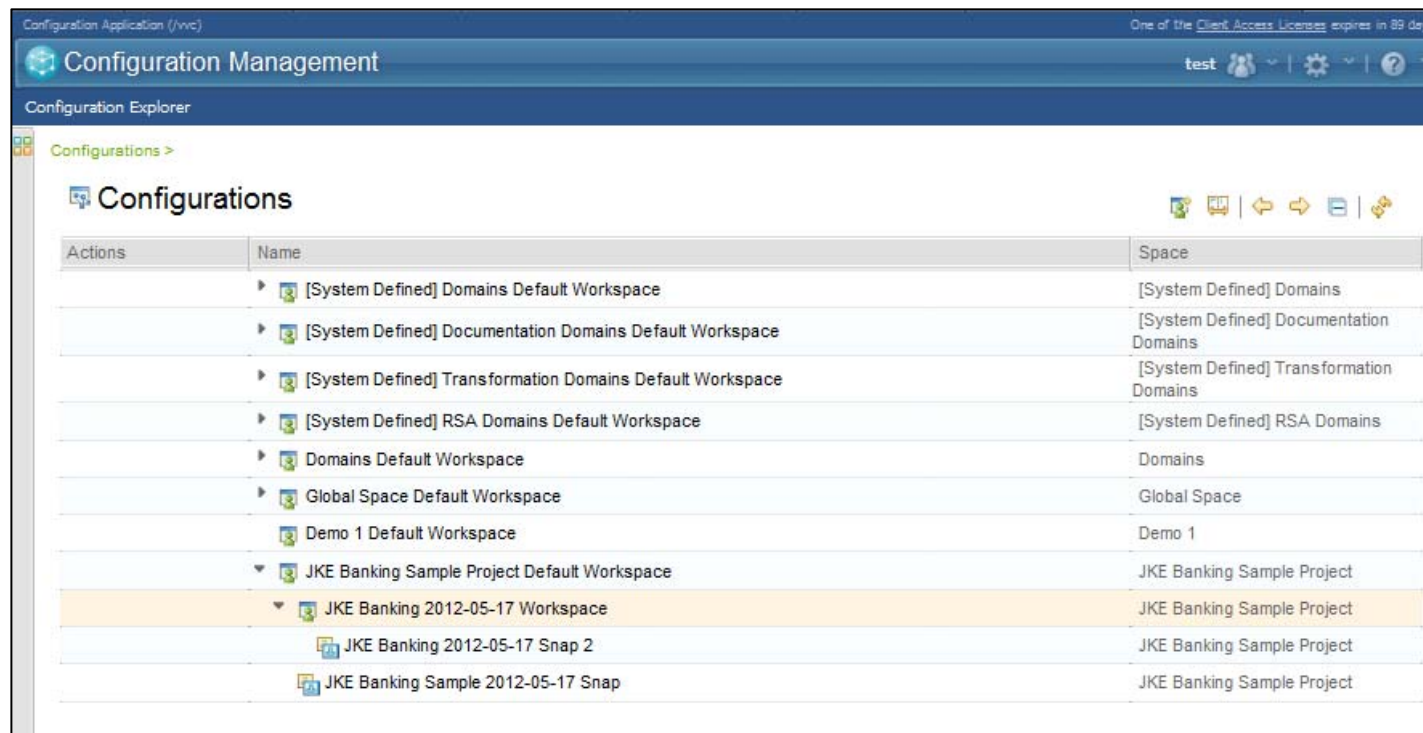 Configuration Application (/vvc)
One of the Client Access Licenses expires in 89 da
Configuration Management
test
Configuration Explorer
Configurations >
Configurations
Actions Name Space
[System Defined] Domains Default Workspace [System Defined] Domains
[System Defined] Documentation Domains Default Workspace [System Defined] Documentation
Domains
[System Defined] Transformation Domains Default Workspace [System Defined] Transformation
Domains
[System Defined] RSA Domains Default Workspace [System Defined] RSA Domains
Domains Default Workspace Domains
Global Space Default Workspace Global Space
Demo 1 Default Workspace Demo 1
JKE Banking Sample Project Default Workspace JKE Banking Sample Project
JKE Banking 2012-05-17 Workspace JKE Banking Sample Project
JKE Banking 2012-05-17 Snap 2 JKE Banking Sample Project
JKE Banking Sample 2012-05-17 Snap JKE Banking Sample Project